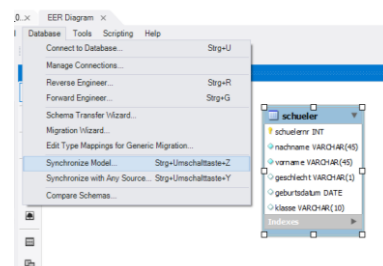 EER Diagram ×
Database Tools Scripting Help
Connect to Database... Strg+U
Manage Connections...
Reverse Engineer... Strg+R
Forward Engineer... Strg+G
Schema Transfer Wizard...
Migration Wizard...
Edit Type Mappings for Generic Migration...
Synchronize Model... Strg+Umschalttaste+Z
Synchronize with Any Source... Strg+Umschalttaste+Y
Compare Schemas...
schueler
schuelernr INT
nachname VARCHAR(45)
vorname VARCHAR(45)
geschlecht VARCHAR(1)
geburtsdatum DATE
klasse VARCHAR(10)
Indexes